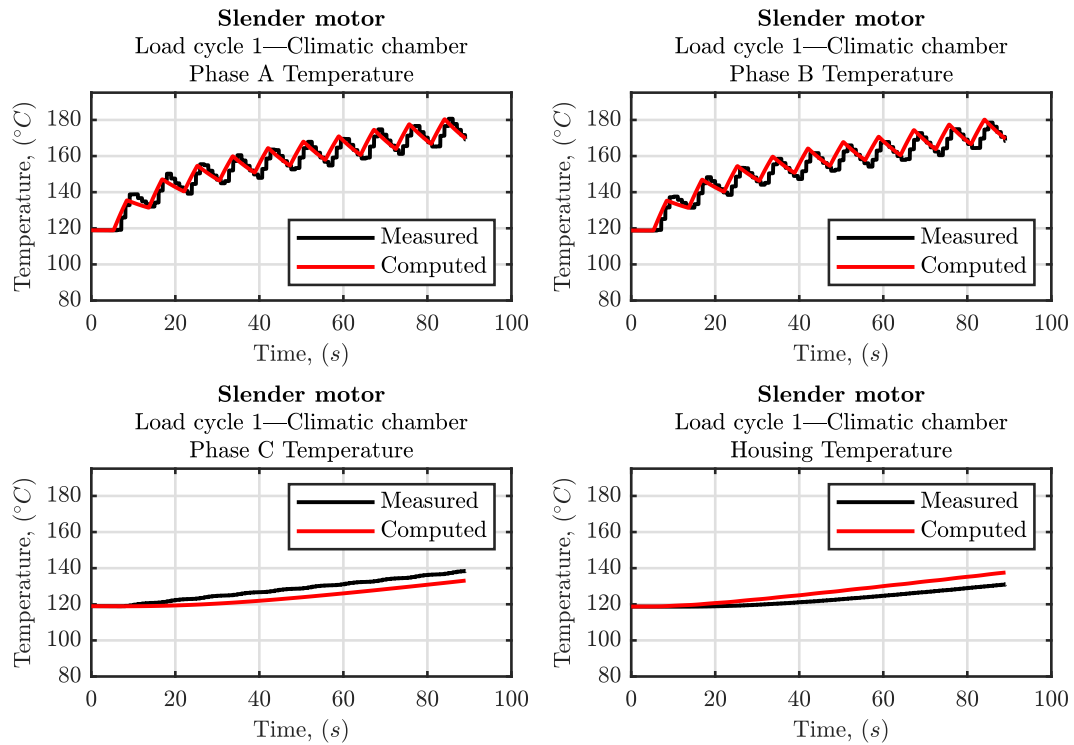 Slender motor
Load cycle 1—Climatic chamber
Phase A Temperature
Temperature, (°C)
180
160
140
120
100
80
Measured
Computed
0 20 40 60 80 100
Time, (s)
Slender motor
Load cycle 1—Climatic chamber
Phase B Temperature
Temperature, (°C)
180
160
140
120
100
80
Measured
Computed
0 20 40 60 80 100
Time, (s)
Slender motor
Load cycle 1—Climatic chamber
Phase C Temperature
Temperature, (°C)
180
160
140
120
100
80
Measured
Computed
0 20 40 60 80 100
Time, (s)
Slender motor
Load cycle 1—Climatic chamber
Housing Temperature
Temperature, (°C)
180
160
140
120
100
80
Measured
Computed
0 20 40 60 80 100
Time, (s)